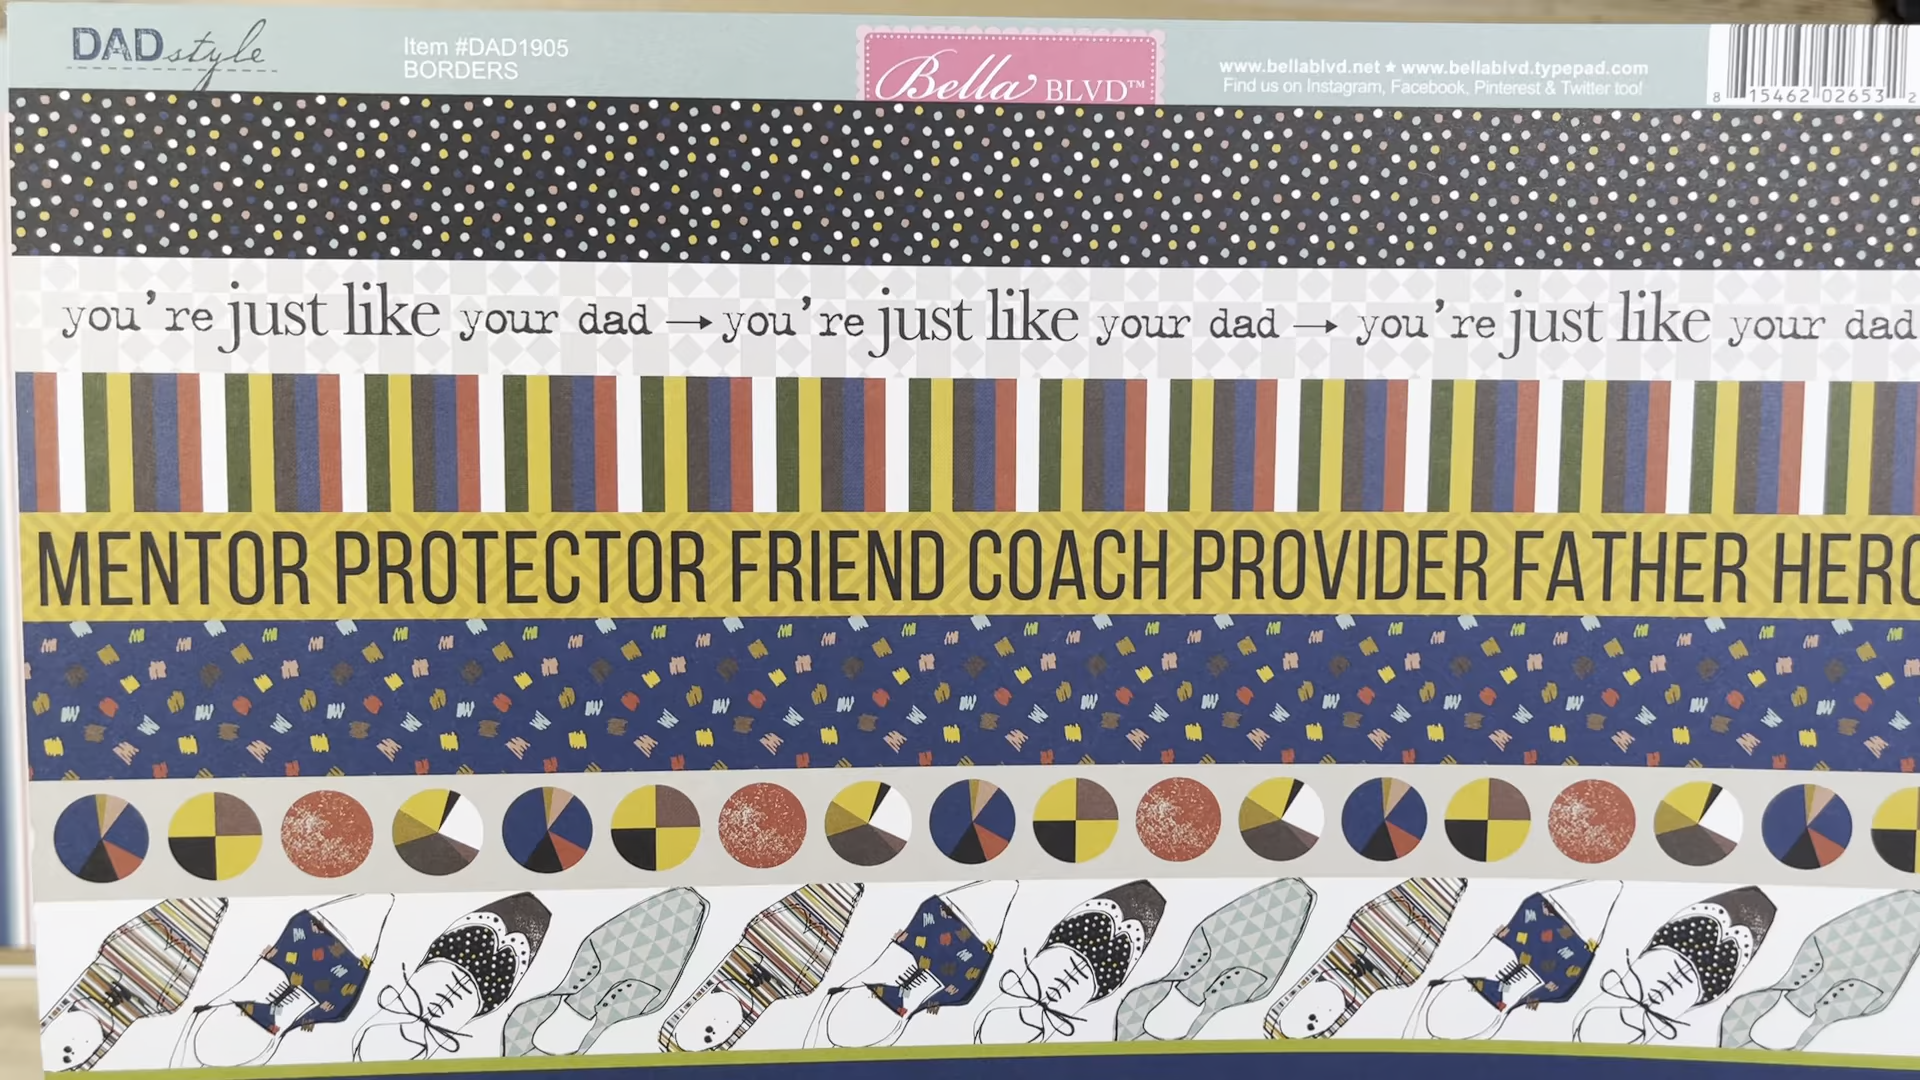 DAD style
Item #DAD1905
BORDERS
Bella BLVD™
www.bellablvd.net ★ www.bellablvd.typepad.com
Find us on Instagram, Facebook, Pinterest & Twitter too!
8 15462 02653 2
you're just like your dad → you're just like your dad → you're just like your dad
MENTOR PROTECTOR FRIEND COACH PROVIDER FATHER HERO